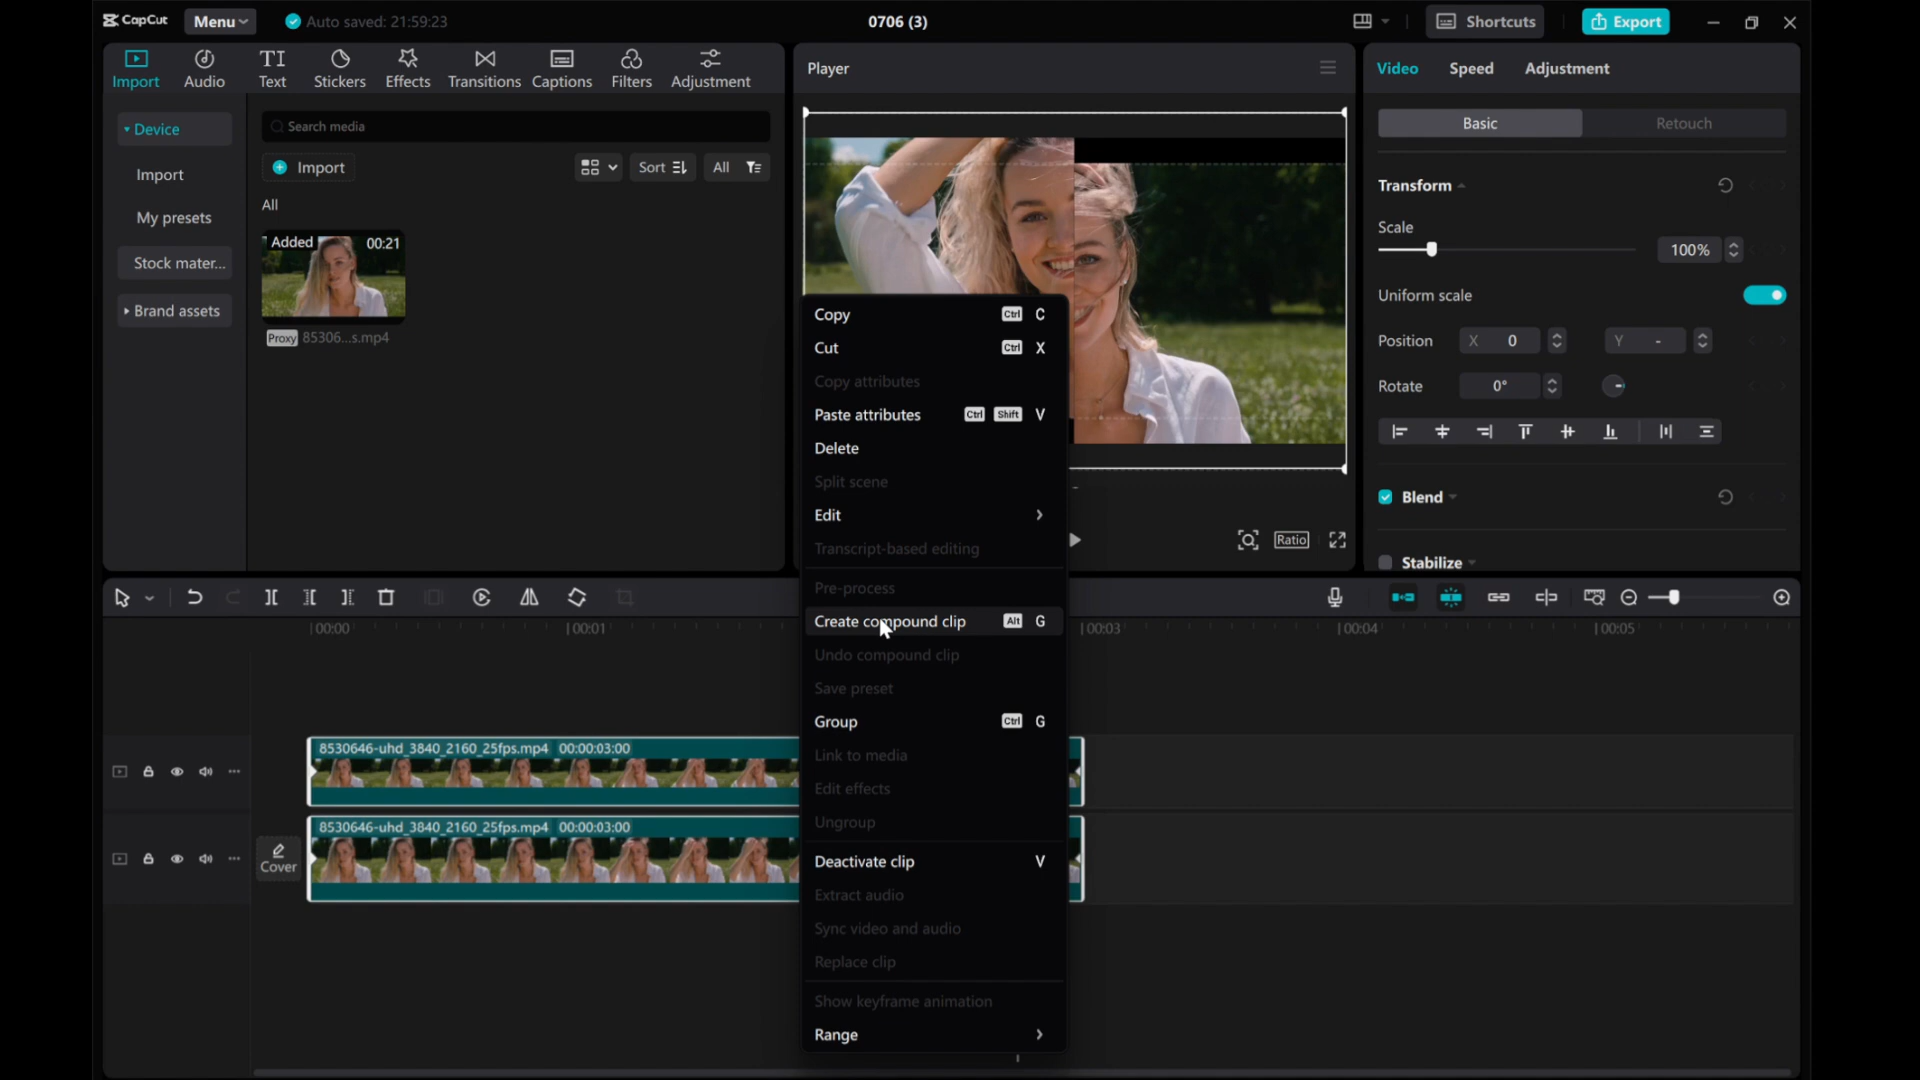 CapCut
Menu
Auto saved: 21:59:23
0706 (3)
Shortcuts
Export
Import
Audio
TI
Text
Stickers
Effects
Transitions
Captions
Filters
Adjustment
Player
Video
Speed
Adjustment
Device
Import
My presets
Stock mater...
Brand assets
Search media
Import
Sort
All
All
Added
00:21
Proxy
85306...s.mp4
Basic
Retouch
Transform
Scale
100%
Uniform scale
Position
X
0
Y
-
Rotate
0°
Blend
Stabilize
Ratio
Copy
Ctrl
C
Cut
Ctrl
X
Copy attributes
Paste attributes
Ctrl
Shift
V
Delete
Split scene
Edit
Transcript-based editing
Pre-process
Create compound clip
Alt
G
Undo compound clip
Save preset
Group
Ctrl
G
Link to media
Edit effects
Ungroup
Deactivate clip
V
Extract audio
Sync video and audio
Replace clip
Show keyframe animation
Range
00:00
00:01
00:03
00:04
00:05
8530646-uhd_3840_2160_25fps.mp4 00:00:03:00
Cover
8530646-uhd_3840_2160_25fps.mp4 00:00:03:00